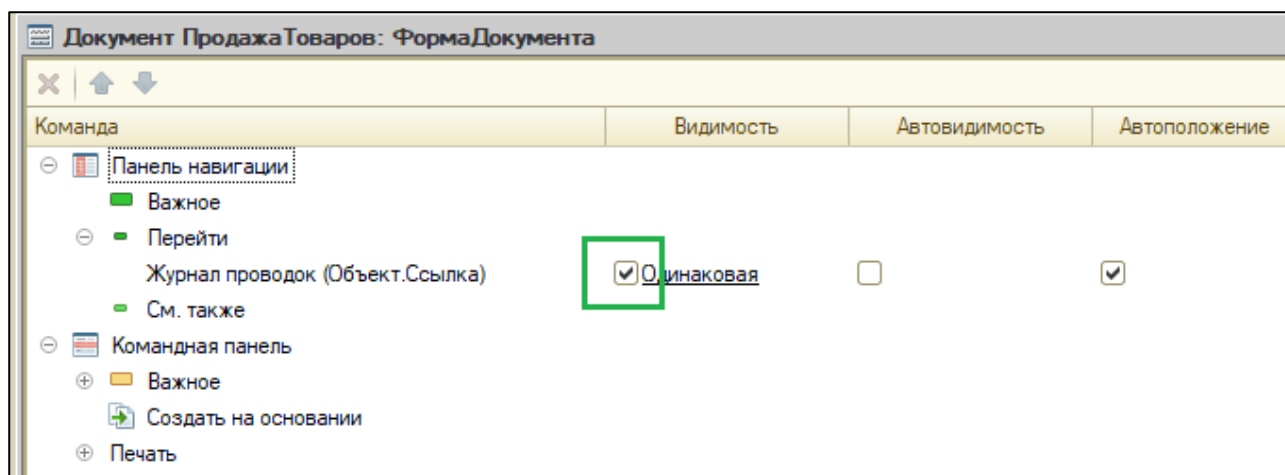 Документ ПродажаТоваров: ФормаДокумента
Команда Видимость Автовидимость Автоположение
Панель навигации
Важное
Перейти
Журнал проводок (Объект.Ссылка) Одинаковая
См. также
Командная панель
Важное
Создать на основании
Печать